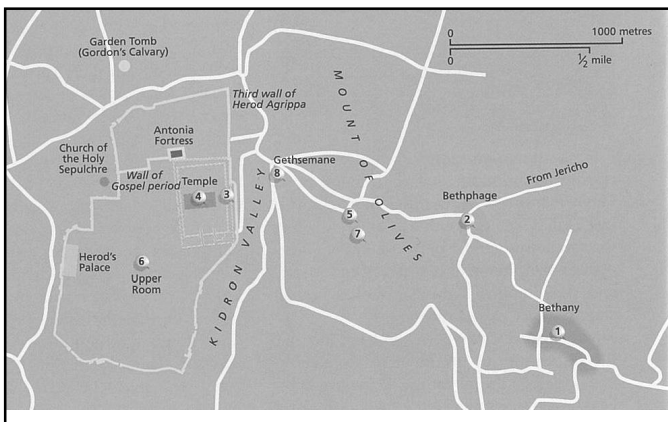 0 1000 metres
0 ½ mile
Garden Tomb
(Gordon's Calvary)
MOUNT OF OLIVES
Third wall of
Herod Agrippa
Antonia
Fortress
Church of
the Holy
Sepulchre
Wall of
Gospel period
Temple
4
3
Gethsemane
8
From Jericho
Bethphage
2
5
7
KIDRON VALLEY
Herod's
Palace
6
Upper
Room
Bethany
1